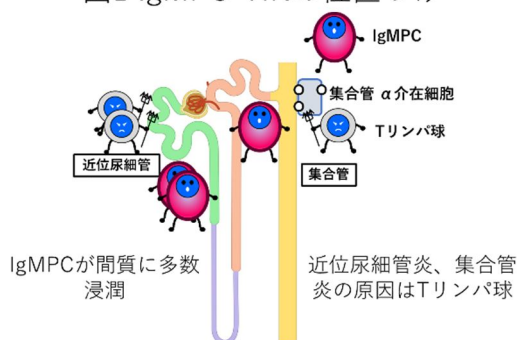 IgMPC
集合管 α介在細胞
Tリンパ球
近位尿細管
集合管
IgMPCが間質に多数
浸潤
近位尿細管炎、集合管
炎の原因はTリンパ球